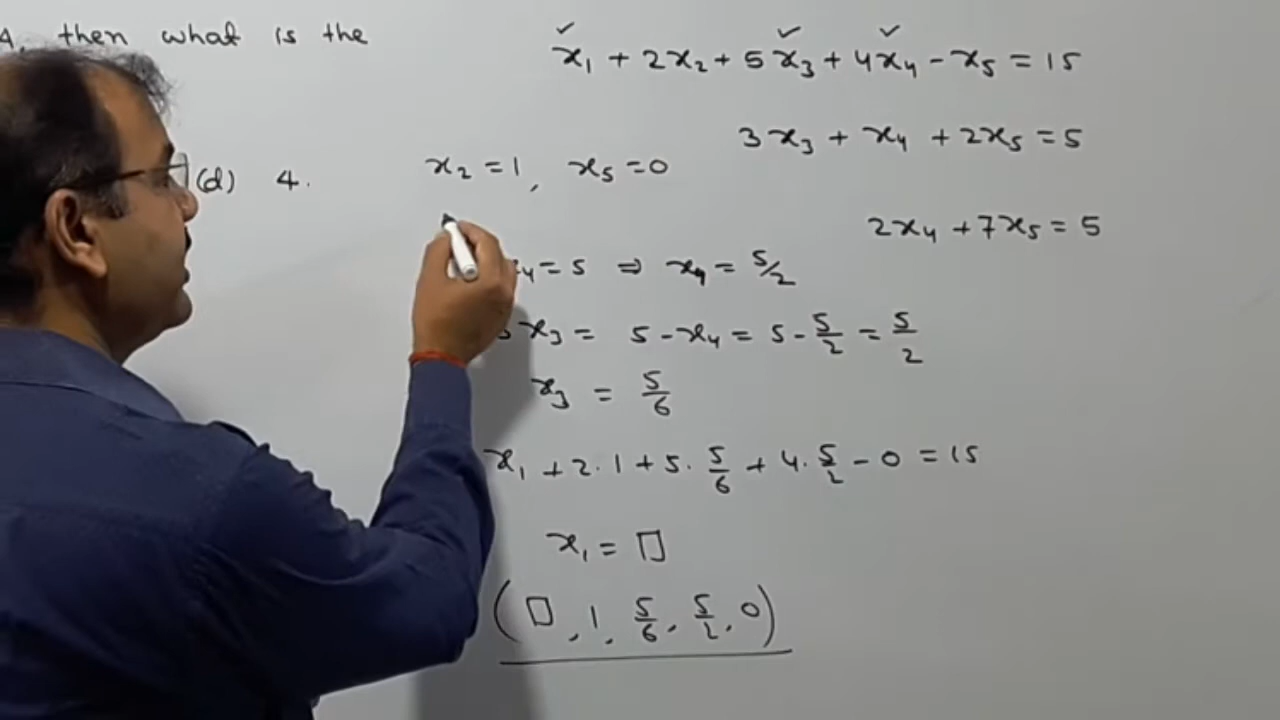 then what is the
(d) 4.
x₁ + 2x₂ + 5x₃ + 4x₄ - x₅ = 15
3x₃ + x₄ + 2x₅ = 5
x₂ = 1, x₅ = 0
2x₄ + 7x₅ = 5
x₄ = 5 ⇒ x₄ = 5/2
x₃ = 5 - x₄ = 5 - 5/2 = 5/2
x₃ = 5/6
x₁ + 2·1 + 5·5/6 + 4·5/2 - 0 = 15
x₁ = □
(□, 1, 5/6, 5/2, 0)